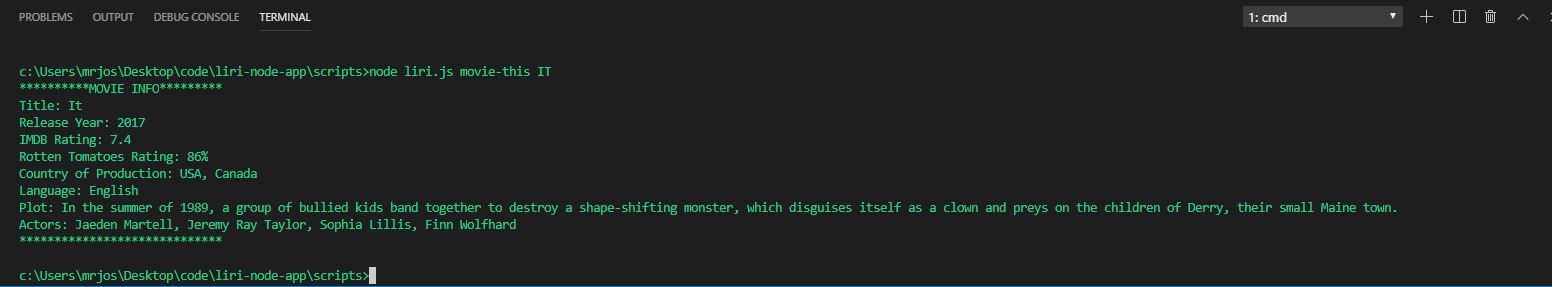 PROBLEMS OUTPUT DEBUG CONSOLE TERMINAL 1: cmd
c:\Users\mrjos\Desktop\code\liri-node-app\scripts>node liri.js movie-this IT
**********MOVIE INFO*********
Title: It
Release Year: 2017
IMDB Rating: 7.4
Rotten Tomatoes Rating: 86%
Country of Production: USA, Canada
Language: English
Plot: In the summer of 1989, a group of bullied kids band together to destroy a shape-shifting monster, which disguises itself as a clown and preys on the children of Derry, their small Maine town.
Actors: Jaeden Martell, Jeremy Ray Taylor, Sophia Lillis, Finn Wolfhard
*****************************
c:\Users\mrjos\Desktop\code\liri-node-app\scripts>